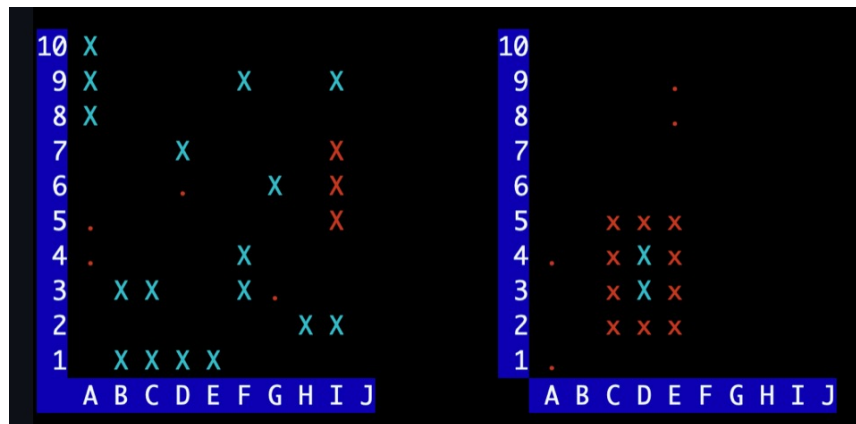 10 X 10
9 X X X 9 .
8 X 8 .
7 X X 7
6 . X X 6
5 . X 5 x x x
4 . X 4 . x X x
3 X X X . 3 x X x
2 X X 2 x x x
1 X X X X 1 .
A B C D E F G H I J A B C D E F G H I J